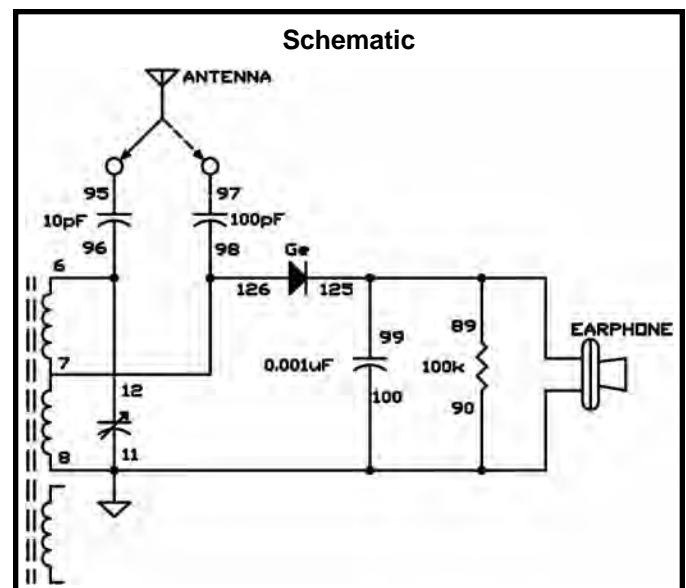 Schematic
ANTENNA
95 97
10pF 100pF
96 98 Ge
6 126 125
99 89 EARPHONE
7 0.001uF 100k
12 100 90
8 11